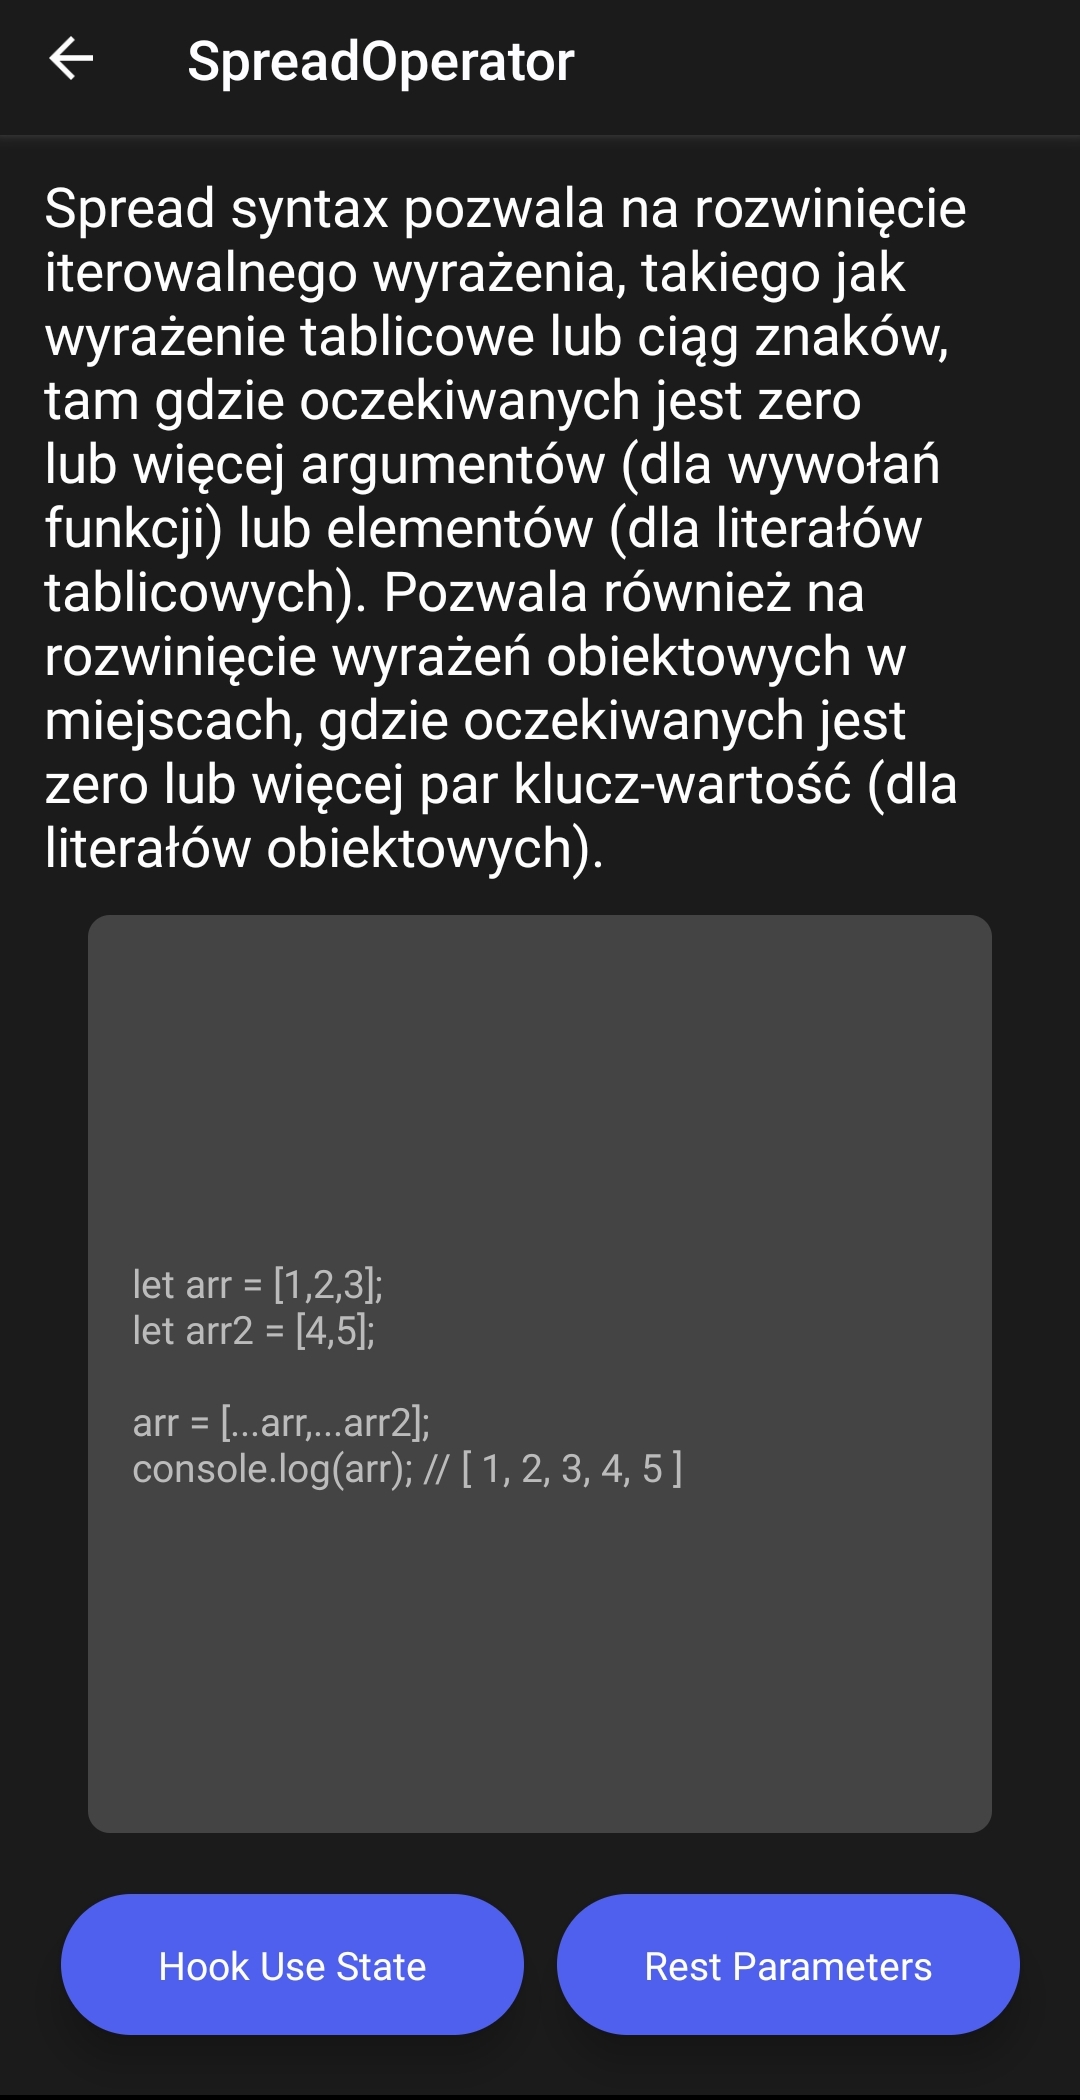 SpreadOperator
Spread syntax pozwala na rozwinięcie
iterowalnego wyrażenia, takiego jak
wyrażenie tablicowe lub ciąg znaków,
tam gdzie oczekiwanych jest zero
lub więcej argumentów (dla wywołań
funkcji) lub elementów (dla literałów
tablicowych). Pozwala również na
rozwinięcie wyrażeń obiektowych w
miejscach, gdzie oczekiwanych jest
zero lub więcej par klucz-wartość (dla
literałów obiektowych).
let arr = [1,2,3];
let arr2 = [4,5];
arr = [...arr,...arr2];
console.log(arr); // [ 1, 2, 3, 4, 5 ]
Hook Use State
Rest Parameters